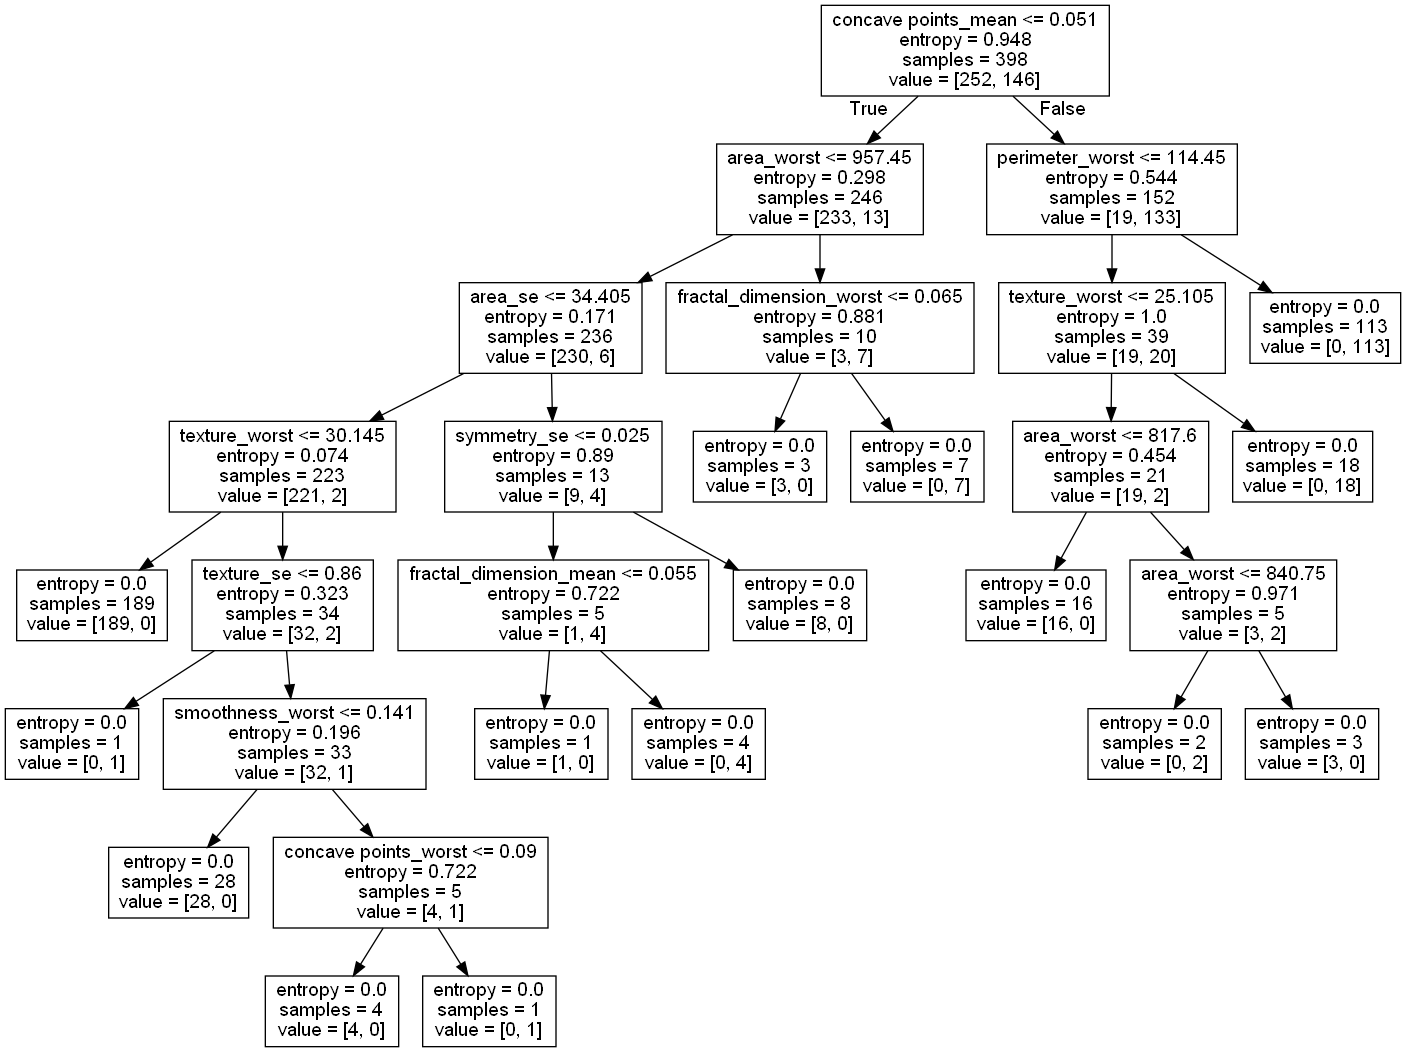 concave points_mean <= 0.051
entropy = 0.948
samples = 398
value = [252, 146]
True
False
area_worst <= 957.45
entropy = 0.298
samples = 246
value = [233, 13]
perimeter_worst <= 114.45
entropy = 0.544
samples = 152
value = [19, 133]
area_se <= 34.405
entropy = 0.171
samples = 236
value = [230, 6]
fractal_dimension_worst <= 0.065
entropy = 0.881
samples = 10
value = [3, 7]
texture_worst <= 25.105
entropy = 1.0
samples = 39
value = [19, 20]
entropy = 0.0
samples = 113
value = [0, 113]
texture_worst <= 30.145
entropy = 0.074
samples = 223
value = [221, 2]
symmetry_se <= 0.025
entropy = 0.89
samples = 13
value = [9, 4]
entropy = 0.0
samples = 3
value = [3, 0]
entropy = 0.0
samples = 7
value = [0, 7]
area_worst <= 817.6
entropy = 0.454
samples = 21
value = [19, 2]
entropy = 0.0
samples = 18
value = [0, 18]
entropy = 0.0
samples = 189
value = [189, 0]
texture_se <= 0.86
entropy = 0.323
samples = 34
value = [32, 2]
fractal_dimension_mean <= 0.055
entropy = 0.722
samples = 5
value = [1, 4]
entropy = 0.0
samples = 8
value = [8, 0]
entropy = 0.0
samples = 16
value = [16, 0]
area_worst <= 840.75
entropy = 0.971
samples = 5
value = [3, 2]
entropy = 0.0
samples = 1
value = [0, 1]
smoothness_worst <= 0.141
entropy = 0.196
samples = 33
value = [32, 1]
entropy = 0.0
samples = 1
value = [1, 0]
entropy = 0.0
samples = 4
value = [0, 4]
entropy = 0.0
samples = 2
value = [0, 2]
entropy = 0.0
samples = 3
value = [3, 0]
entropy = 0.0
samples = 28
value = [28, 0]
concave points_worst <= 0.09
entropy = 0.722
samples = 5
value = [4, 1]
entropy = 0.0
samples = 4
value = [4, 0]
entropy = 0.0
samples = 1
value = [0, 1]